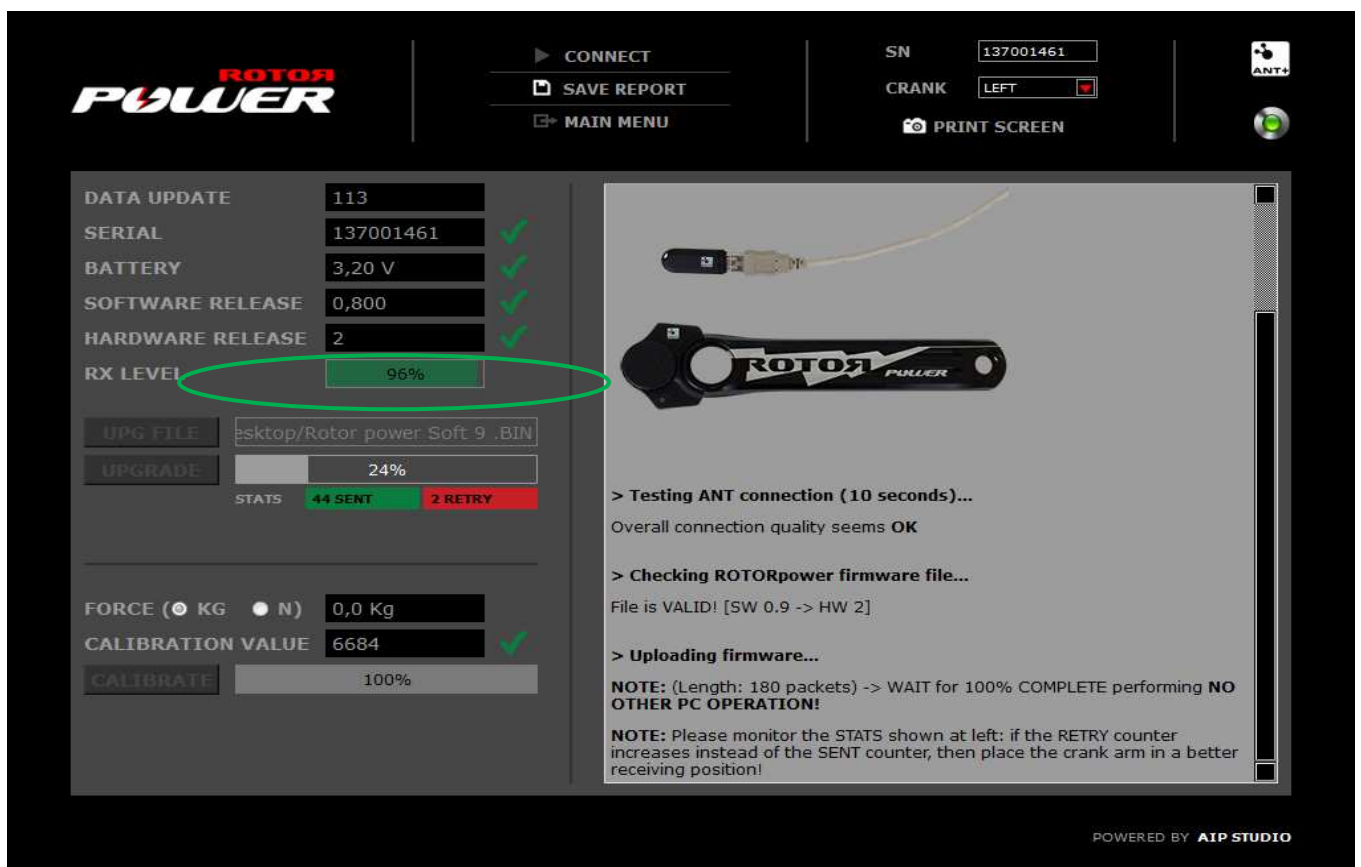 ROTOR
POWER
CONNECT
SAVE REPORT
MAIN MENU
SN 137001461
CRANK LEFT
PRINT SCREEN
ANT+
DATA UPDATE 113
SERIAL 137001461
BATTERY 3,20 V
SOFTWARE RELEASE 0,800
HARDWARE RELEASE 2
RX LEVEL 96%
UPG FILE esktop/Rotor power Soft 9 .BIN
UPGRADE 24%
STATS 44 SENT 2 RETRY
FORCE ( KG N) 0,0 Kg
CALIBRATION VALUE 6684
CALIBRATE 100%
ROTOR POWER
> Testing ANT connection (10 seconds)...
Overall connection quality seems OK
> Checking ROTORpower firmware file...
File is VALID! [SW 0.9 -> HW 2]
> Uploading firmware...
NOTE: (Length: 180 packets) -> WAIT for 100% COMPLETE performing NO
OTHER PC OPERATION!
NOTE: Please monitor the STATS shown at left: if the RETRY counter
increases instead of the SENT counter, then place the crank arm in a better
receiving position!
POWERED BY AIP STUDIO